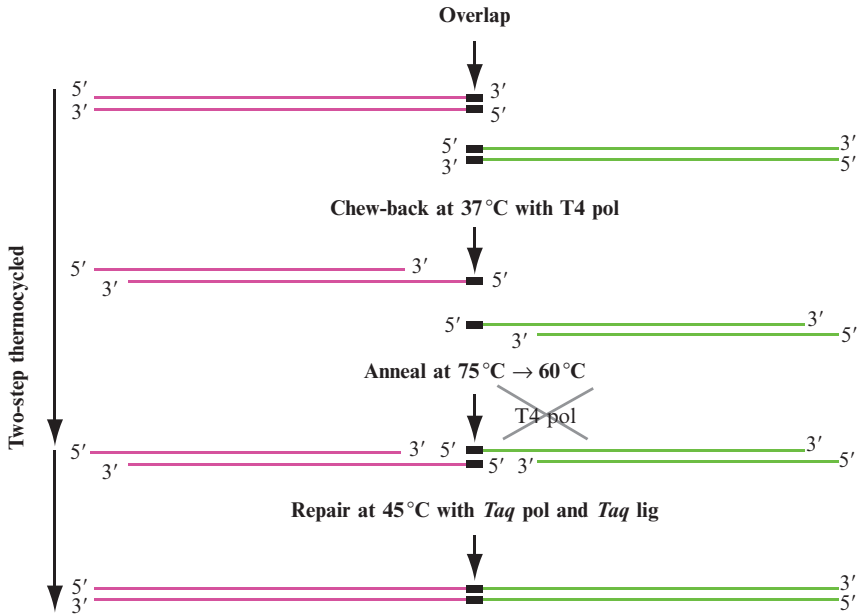 Overlap
5′ 3′
3′ 5′
5′ 3′
3′ 5′
Chew-back at 37 °C with T4 pol
5′ 3′
3′ 5′
5′ 3′
3′ 5′
Anneal at 75°C → 60°C
T4 pol
5′ 3′ 5′ 3′
3′ 5′ 3′ 5′
Repair at 45°C with Taq pol and Taq lig
5′ 3′
3′ 5′
Two-step thermocycled